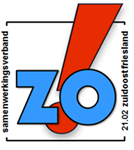 samenwerkingsverband
zo!
21.02 zuidoostfriesland